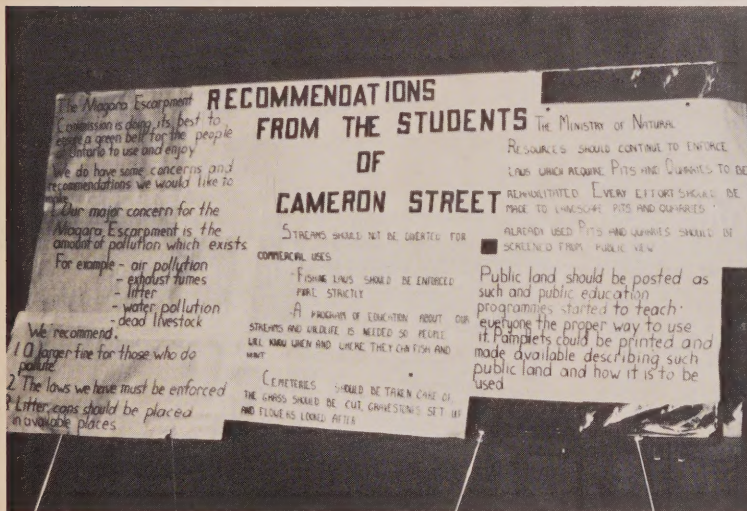 RECOMMENDATIONS
FROM THE STUDENTS
OF
CAMERON STREET
The Niagara Escarpment
Commission is doing its best to
a green belt for the people
of Ontario to use and enjoy
We do have some concerns and
recommendations we would like to
Our major concern for the
Niagara Escarpment is the
amount of pollution which exists
For example - air pollution
- exhaust fumes
- litter
- water pollution
- dead livestock
We recommend.
1 a larger fine for those who do
pollute
2 The laws we have must be enforced
3 Litter cans should be placed
in available places
STREAMS SHOULD NOT BE DIVERTED FOR
COMMERCIAL USES
- FISHING LAWS SHOULD BE ENFORCED
MORE STRICTLY
- A PROGRAM OF EDUCATION ABOUT OUR
STREAMS AND WILDLIFE IS NEEDED SO PEOPLE
WILL KNOW WHEN AND WHERE THEY CAN FISH AND
HUNT
CEMETERIES SHOULD BE TAKEN CARE OF,
THE GRASS SHOULD BE CUT, GRAVESTONES SET UP
AND FLOWERS LOOKED AFTER
THE MINISTRY OF NATURAL
RESOURCES SHOULD CONTINUE TO ENFORCE
LAWS WHICH REQUIRE PITS AND QUARRIES TO BE
REHABILITATED EVERY EFFORT SHOULD BE
MADE TO LANDSCAPE PITS AND QUARRIES
ALREADY USED PITS AND QUARRIES SHOULD BE
SCREENED FROM PUBLIC VIEW
Public land should be posted as
such and public education
programmes started to teach
everyone the proper way to use
it. Pamplets could be printed and
made available describing such
public land and how it is to be
used